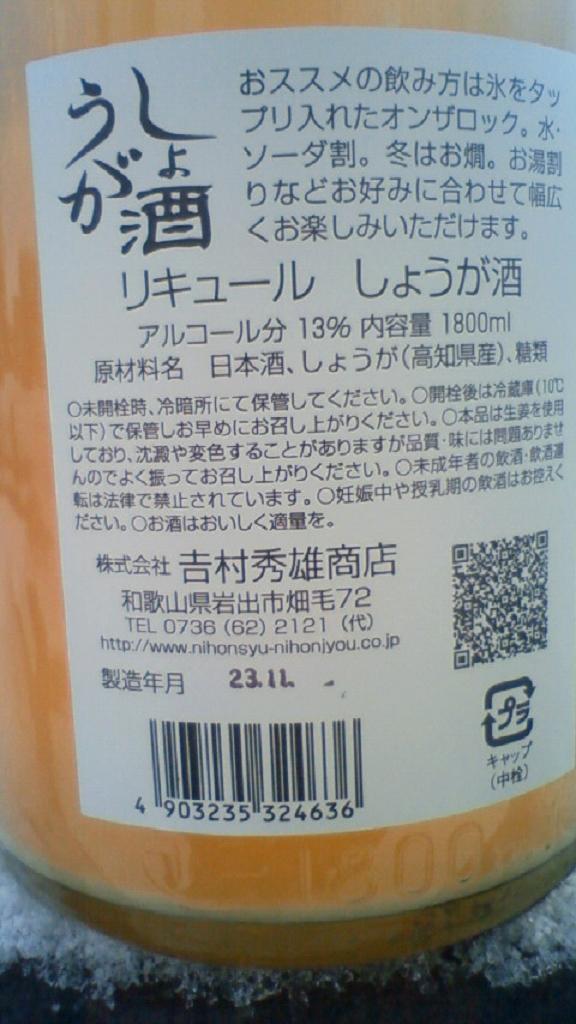 しょうが酒
おススメの飲み方は氷をタッ
プリ入れたオンザロック。水・
ソーダ割。冬はお燗。お湯割
りなどお好みに合わせて幅広
くお楽しみいただけます。
リキュール しょうが酒
アルコール分 13% 内容量 1800ml
原材料名 日本酒、しょうが(高知県産)、糖類
○未開栓時、冷暗所にて保管してください。○開栓後は冷蔵庫(10℃
以下)で保管しお早めにお召し上がりください。○本品は生姜を使用
しており、沈澱や変色することがありますが品質・味には問題ありませ
んのでよく振ってお召し上がりください。○未成年者の飲酒・飲酒運
転は法律で禁止されています。○妊娠中や授乳期の飲酒はお控えく
ださい。○お酒はおいしく適量を。
株式会社 吉村秀雄商店
和歌山県岩出市畑毛72
TEL 0736 (62) 2121 (代)
http://www.nihonsyu-nihonjyou.co.jp
製造年月 23.11.
4 903235 324636
プラ
キャップ
(中栓)
1800